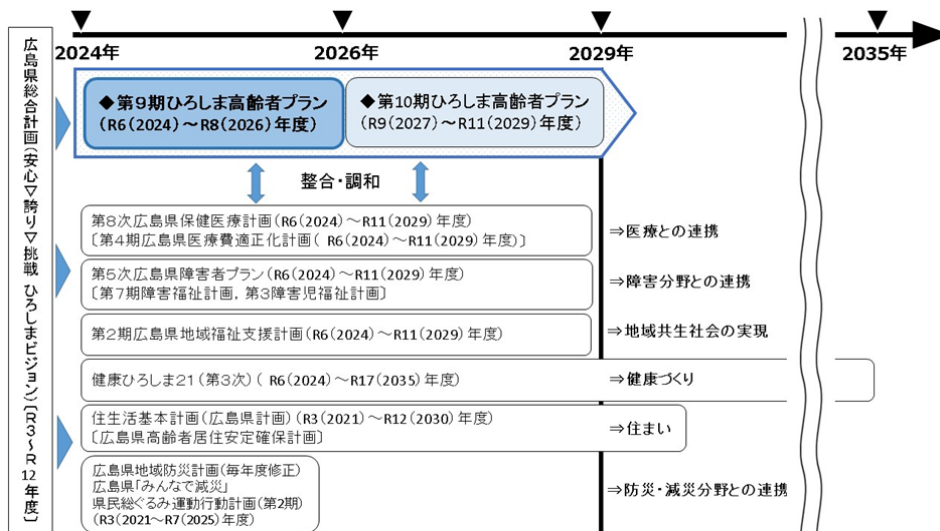 2024年
2026年
2029年
2035年
広島県総合計画(安心▽誇り▽挑戦 ひろしまビジョン)〔R3～R12年度〕
◆第9期ひろしま高齢者プラン
(R6(2024)～R8(2026)年度)
◆第10期ひろしま高齢者プラン
(R9(2027)～R11(2029)年度)
整合・調和
第8次広島県保健医療計画(R6(2024)～R11(2029)年度)
〔第4期広島県医療費適正化計画( R6(2024)～R11(2029)年度)〕
⇒医療との連携
第5次広島県障害者プラン(R6(2024)～R11(2029)年度)
〔第7期障害福祉計画，第3障害児福祉計画〕
⇒障害分野との連携
第2期広島県地域福祉支援計画(R6(2024)～R11(2029)年度)
⇒地域共生社会の実現
健康ひろしま21(第3次)( R6(2024)～R17(2035)年度)
⇒健康づくり
住生活基本計画(広島県計画)(R3(2021)～R12(2030)年度)
〔広島県高齢者居住安定確保計画〕
⇒住まい
広島県地域防災計画(毎年度修正)
広島県「みんなで減災」
県民総ぐるみ運動行動計画(第2期)
(R3(2021～R7(2025)年度)
⇒防災・減災分野との連携